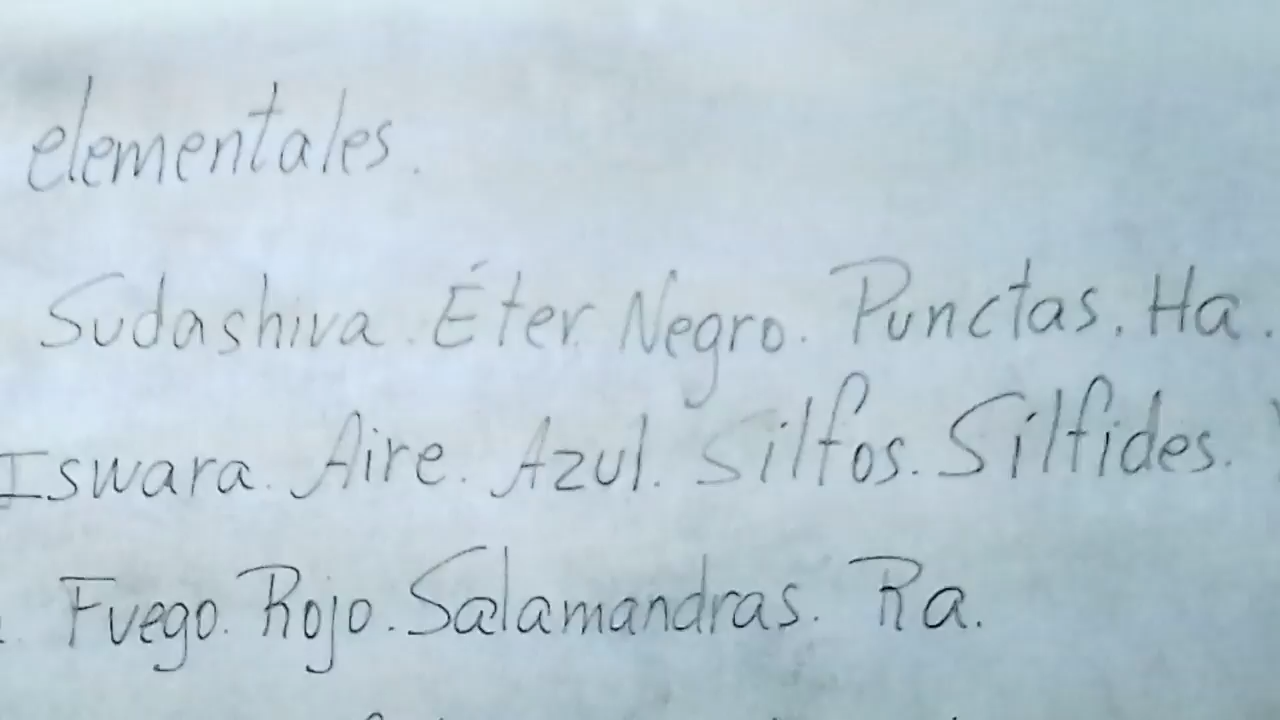 elementales.
Sudashiva. Éter. Negro. Punctas. Ha.
Iswara. Aire. Azul. Silfos. Sílfides.
Fuego. Rojo. Salamandras. Ra.